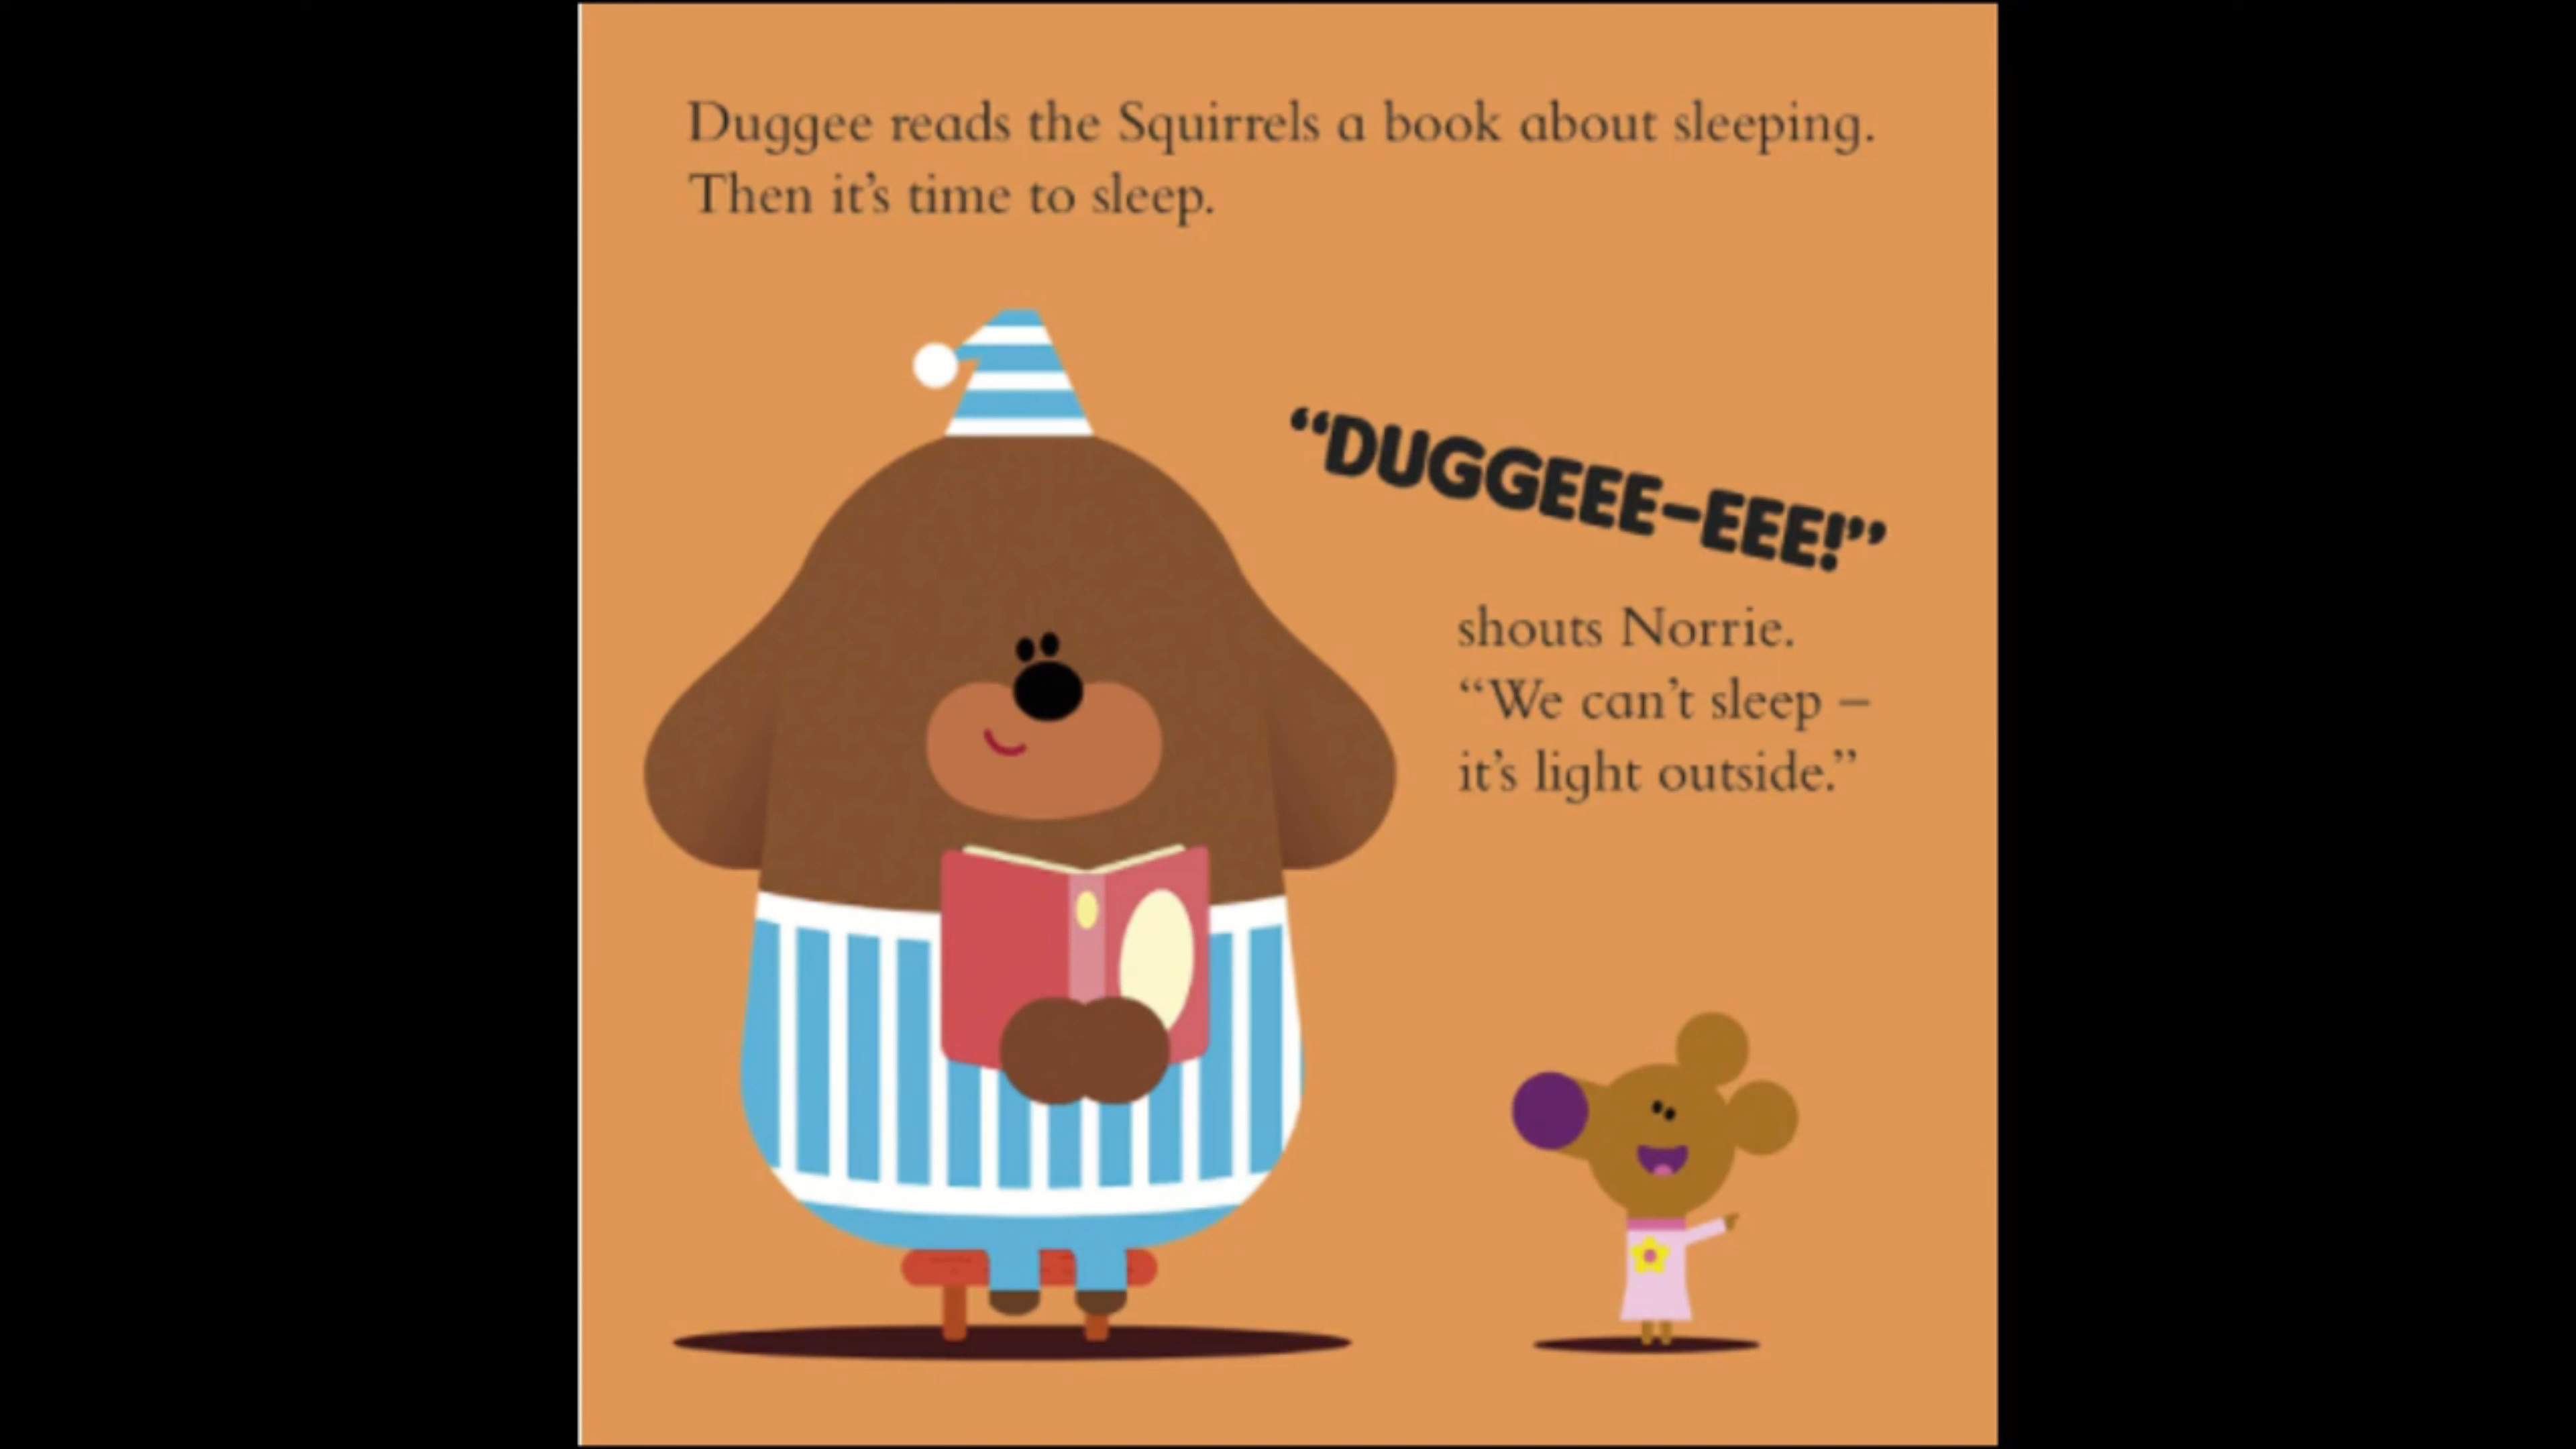 Duggee reads the Squirrels a book about sleeping.
Then it’s time to sleep.
“DUGGEEE–EEE!”
shouts Norrie.
“We can’t sleep –
it’s light outside.”